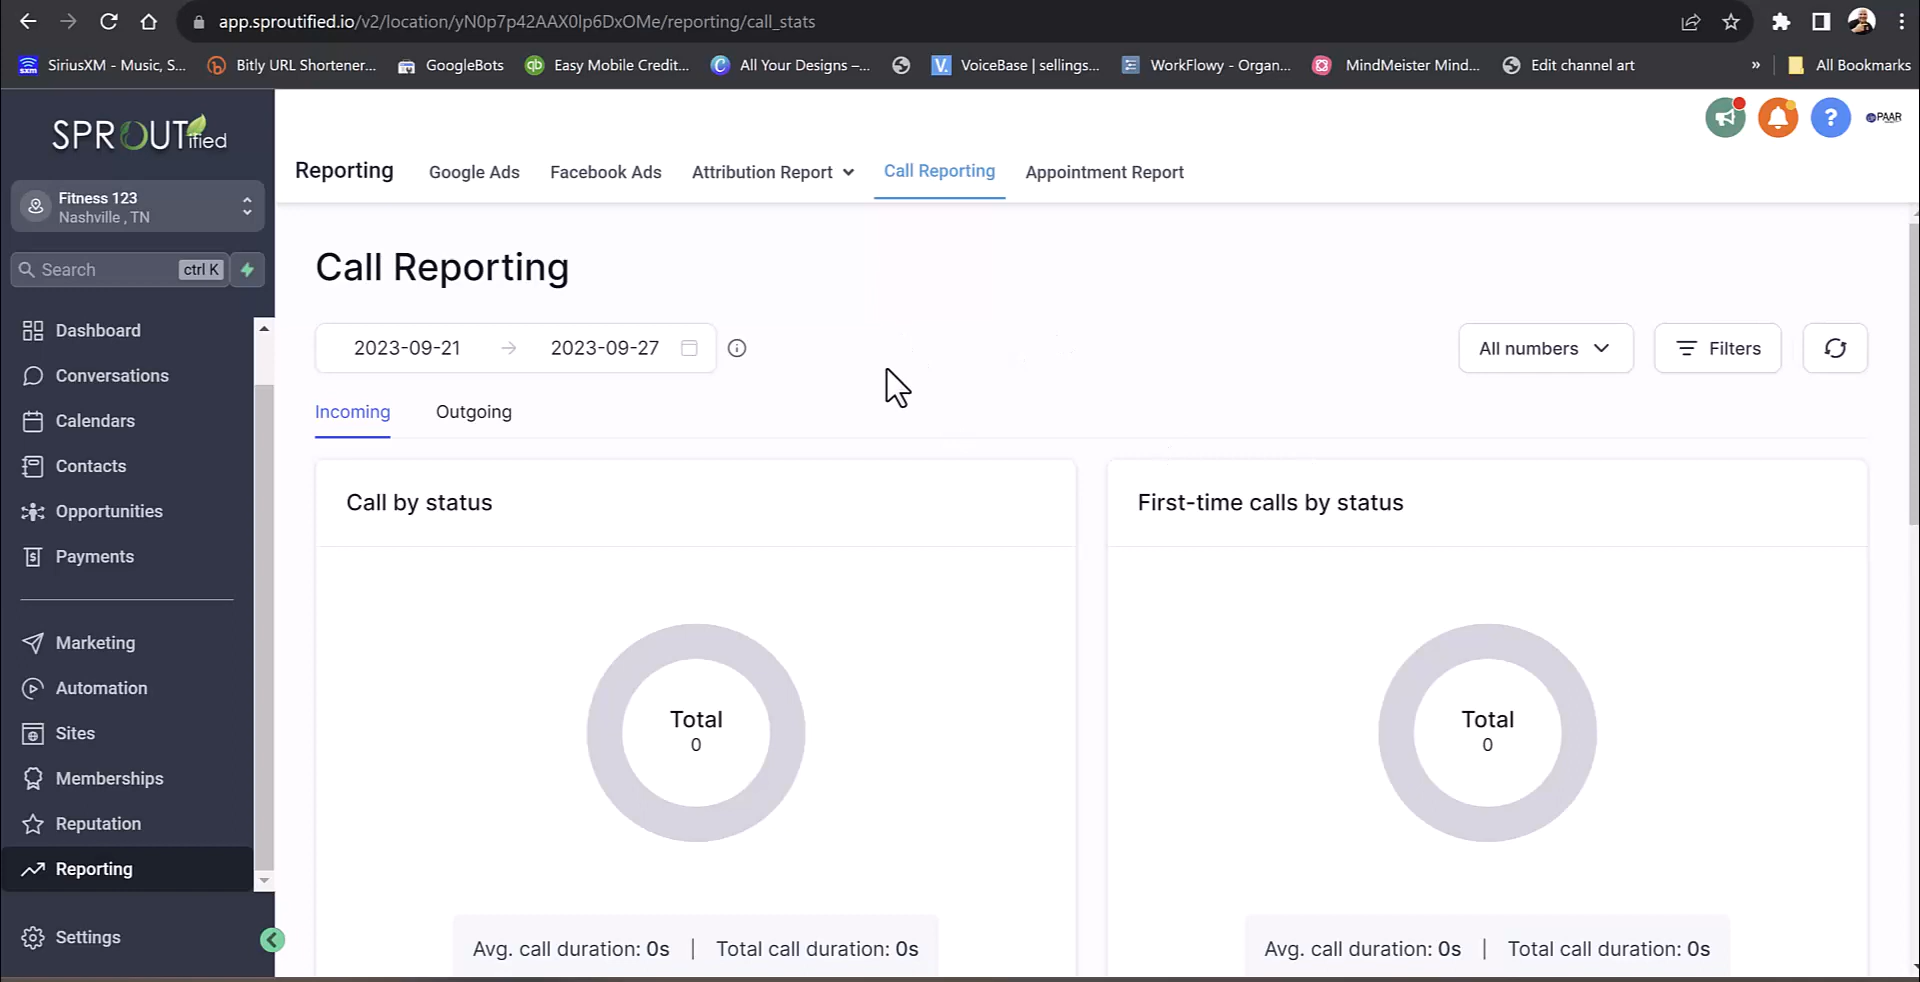 app.sproutified.io/v2/location/yN0p7p42AAX0lp6DxOMe/reporting/call_stats
sxm SiriusXM - Music, S... Bitly URL Shortener... GoogleBots qb Easy Mobile Credit... All Your Designs –... V. VoiceBase | sellings... WorkFlowy - Organ... MindMeister Mind... Edit channel art » All Bookmarks
SPROUTified
? PAAR
Fitness 123
Nashville , TN
Search ctrl K
Dashboard
Conversations
Calendars
Contacts
Opportunities
Payments
Marketing
Automation
Sites
Memberships
Reputation
Reporting
Settings
Reporting Google Ads Facebook Ads Attribution Report Call Reporting Appointment Report
Call Reporting
2023-09-21 → 2023-09-27 All numbers Filters
Incoming Outgoing
Call by status
Total
0
Avg. call duration: 0s | Total call duration: 0s
First-time calls by status
Total
0
Avg. call duration: 0s | Total call duration: 0s